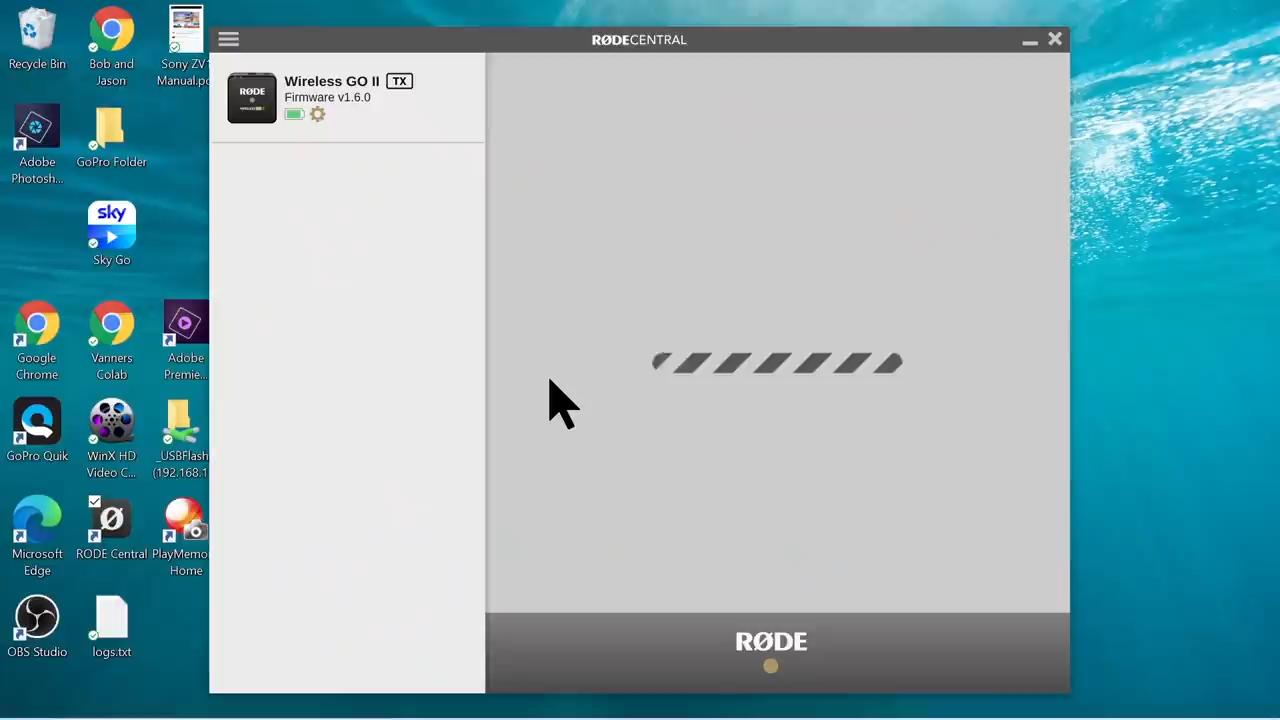 Recycle Bin
Bob and
Jason
Sony ZV1
Manual.pd
Adobe
Photosh...
GoPro Folder
sky
Sky Go
Google
Chrome
Vanners
Colab
Adobe
Premie...
GoPro Quik
WinX HD
Video C...
_USBFlash
(192.168.1
Microsoft
Edge
RODE Central
PlayMemo
Home
OBS Studio
logs.txt
RØDECENTRAL
RØDE
Wireless GO II TX
Firmware v1.6.0
RØDE